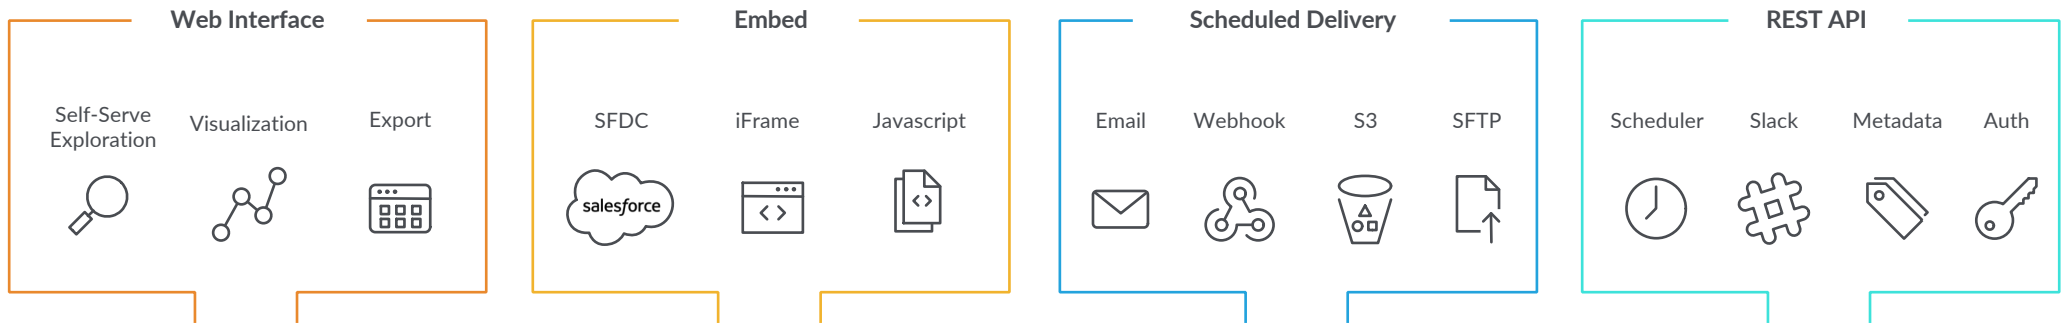 Web Interface
Self-Serve
Exploration
Visualization
Export
Embed
SFDC
iFrame
Javascript
salesforce
Scheduled Delivery
Email
Webhook
S3
SFTP
REST API
Scheduler
Slack
Metadata
Auth